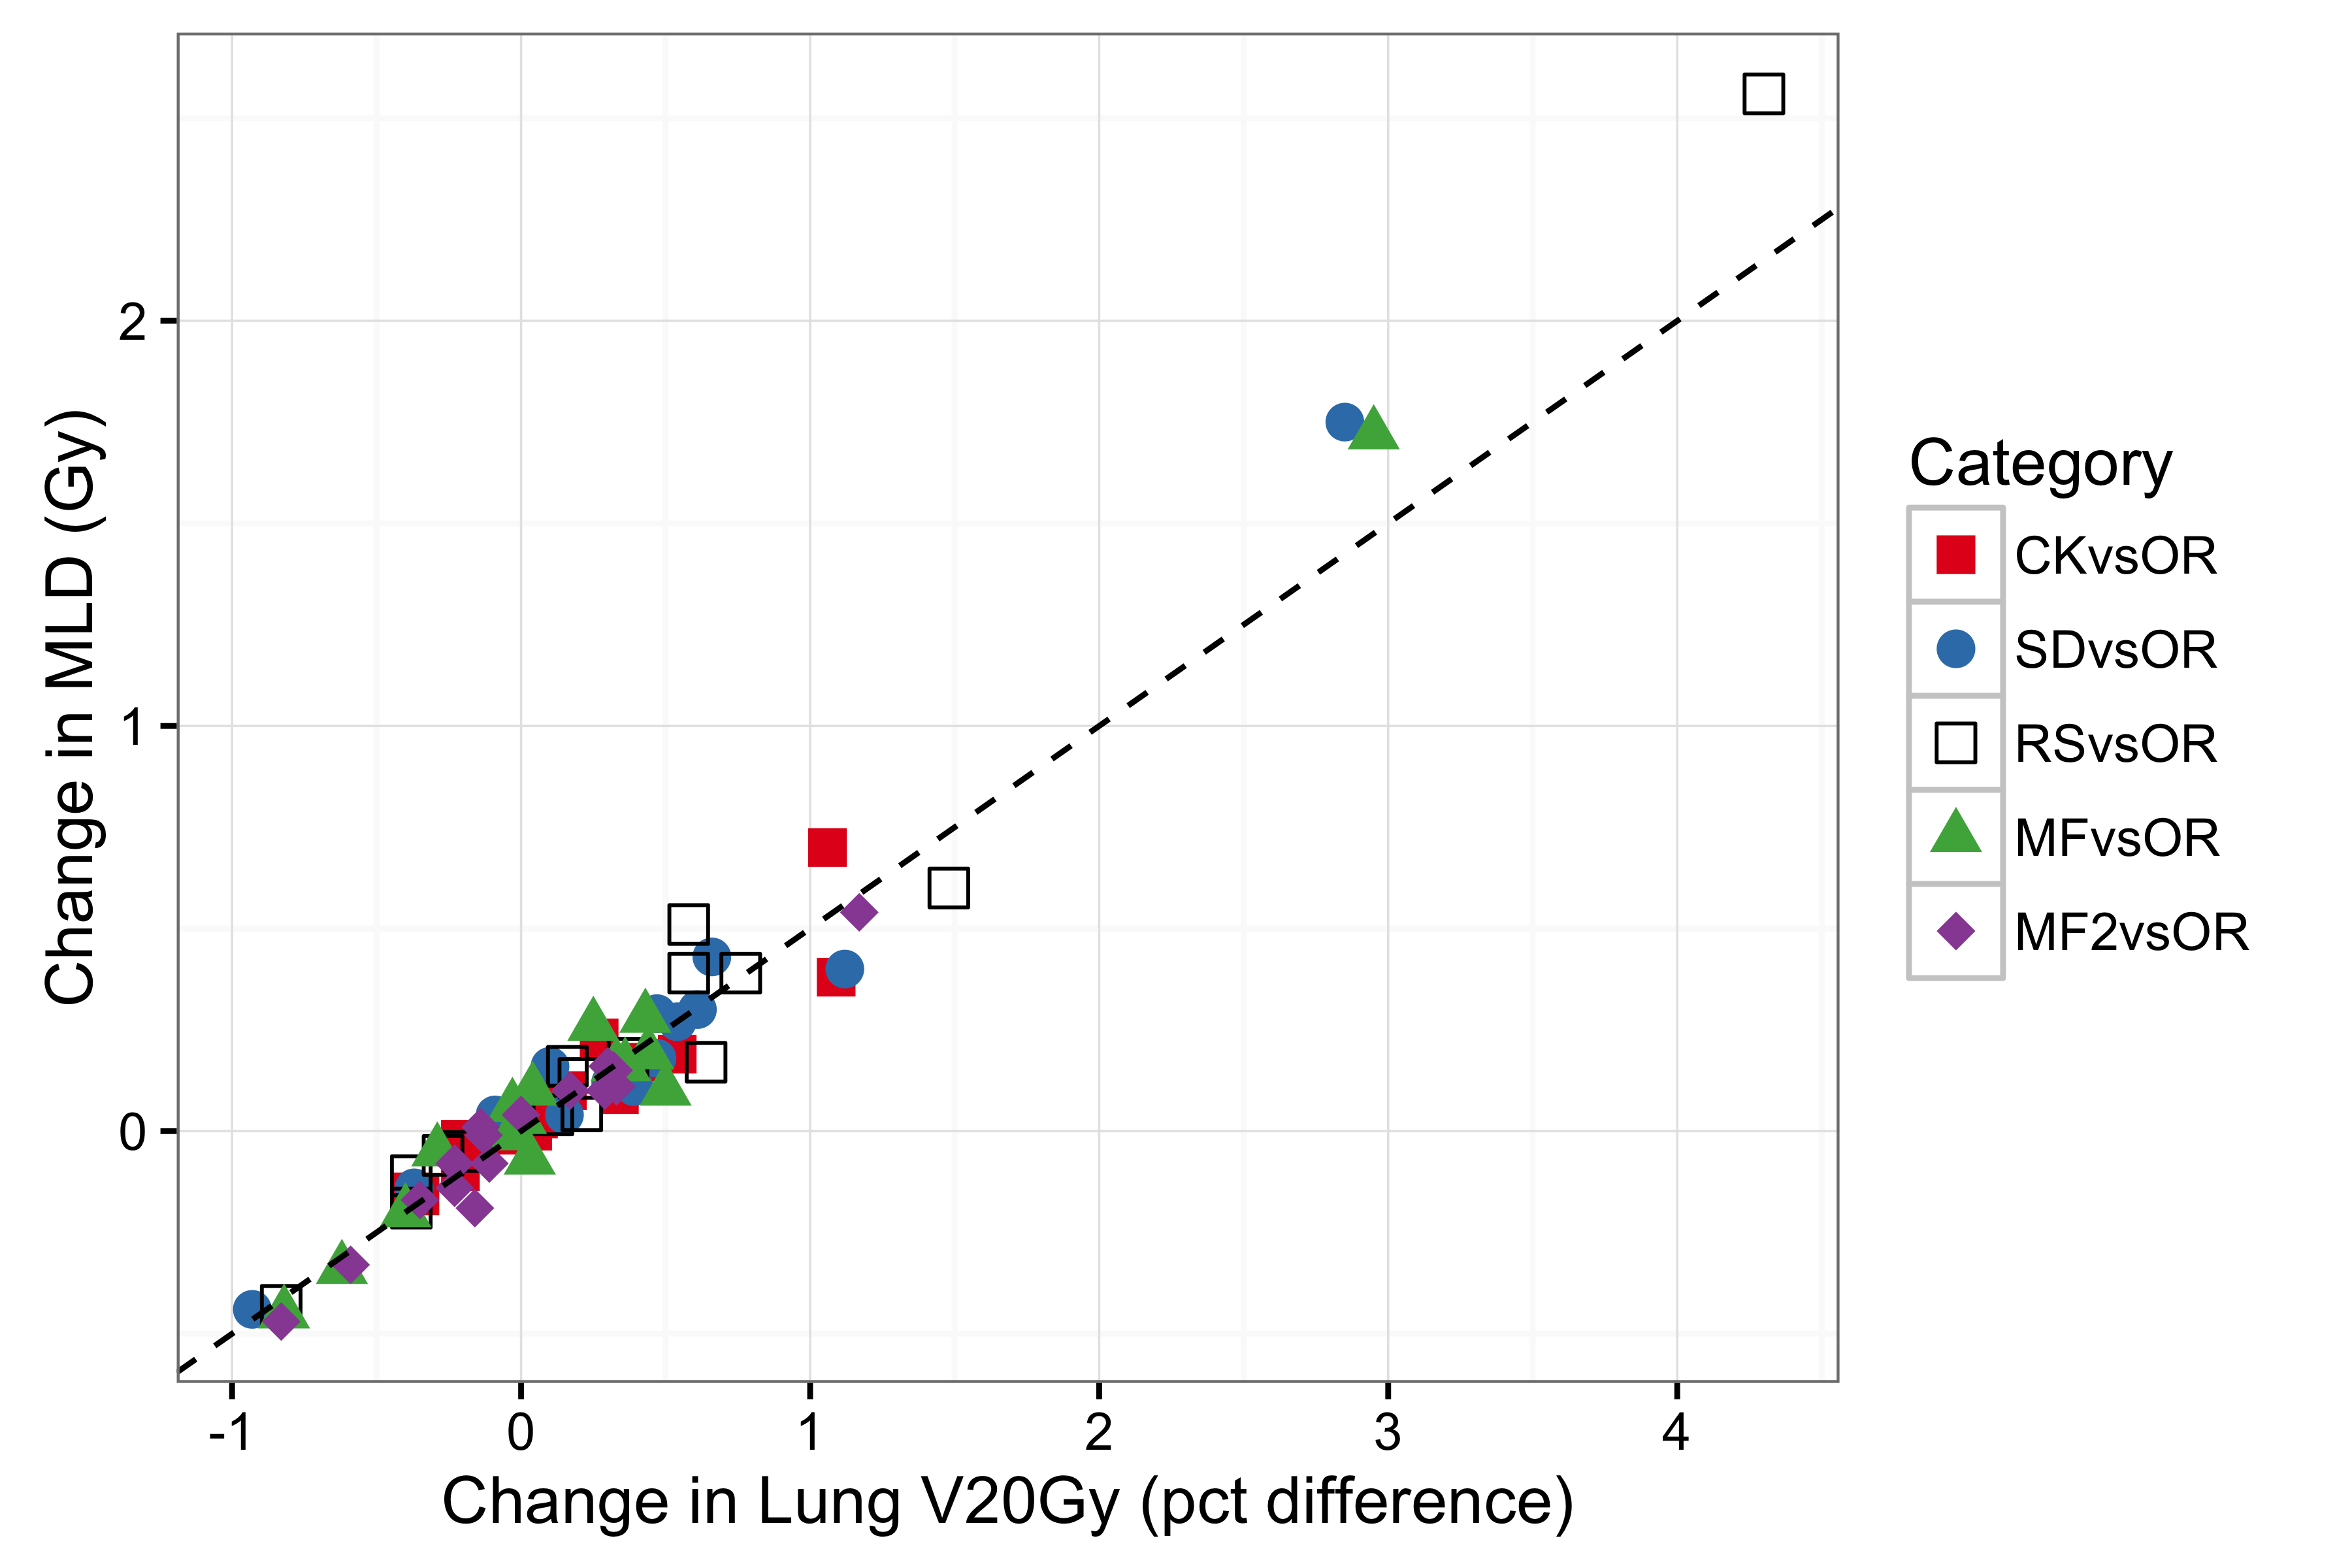 Change in MLD (Gy)
2
1
0
-1
0
1
2
3
4
Change in Lung V20Gy (pct difference)
Category
CKvsOR
SDvsOR
RSvsOR
MFvsOR
MF2vsOR